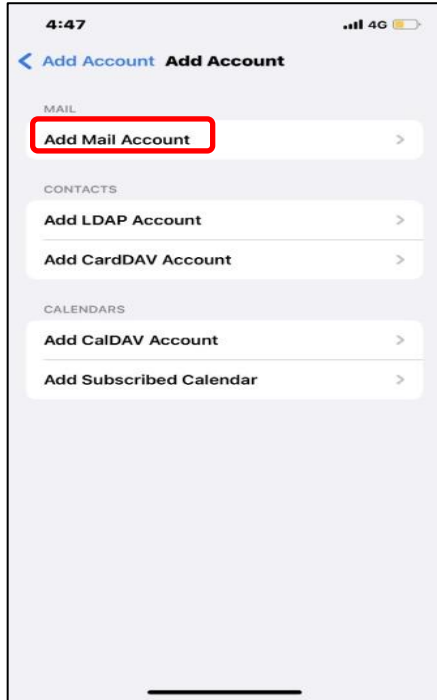 4:47 4G
Add Account Add Account
MAIL
Add Mail Account
CONTACTS
Add LDAP Account
Add CardDAV Account
CALENDARS
Add CalDAV Account
Add Subscribed Calendar